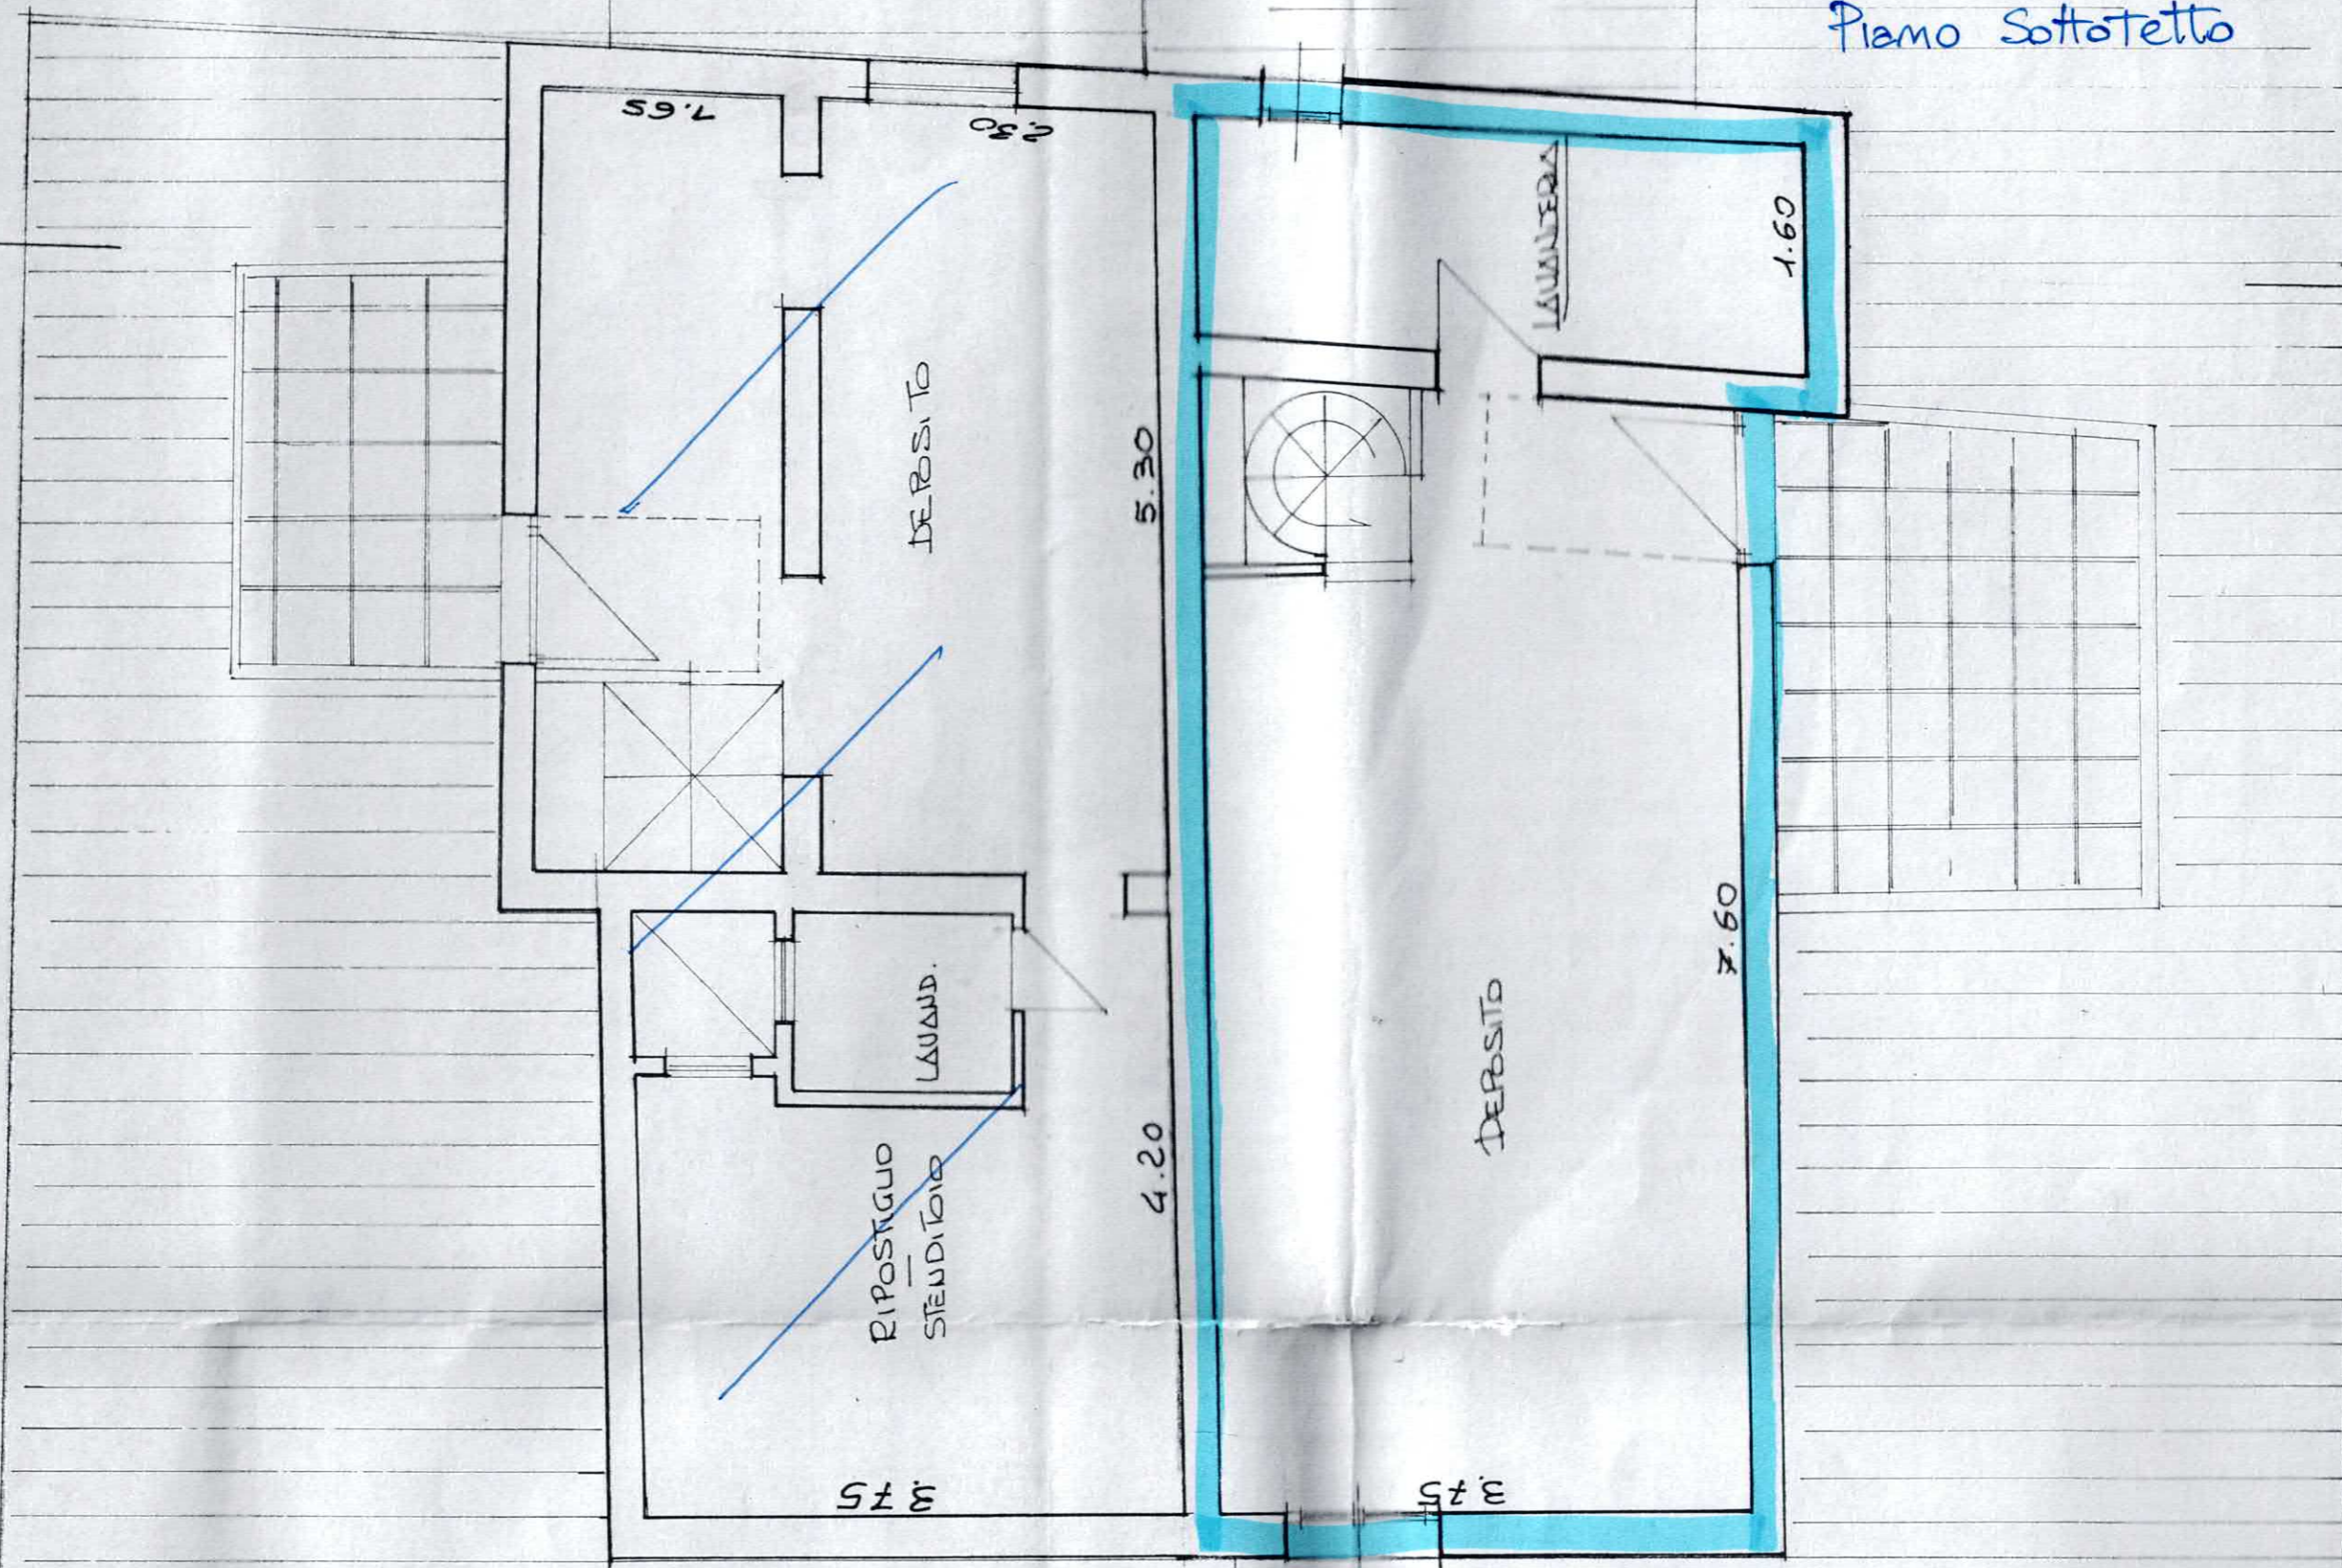 Piano Sottotetto
1.65
2.30
LAVANDERIA
1.60
DEPOSITO
5.30
7.60
LAVAND.
DEPOSITO
4.20
RIPOSTIGLIO
STENDITOIO
3.75
3.75